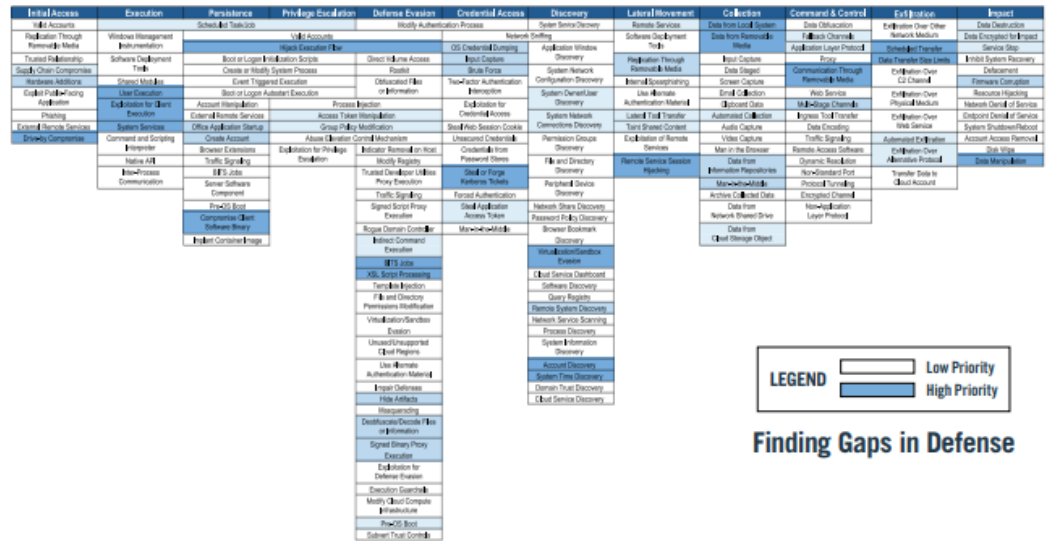 Initial Access
Execution
Persistence
Privilege Escalation
Defense Evasion
Credential Access
Discovery
Lateral Movement
Collection
Command & Control
Exfiltration
Impact
Valid Accounts
Replication Through
Removable Media
Trusted Relationship
Supply Chain Compromise
Hardware Additions
Exploit Public-Facing
Application
Phishing
External Remote Services
Drive-by Compromise
Scheduled Task/Job
Windows Management
Instrumentation
Software Deployment
Tools
Shared Modules
User Execution
Exploitation for Client
Execution
System Services
Command and Scripting
Interpreter
Native API
Inter-Process
Communication
Valid Accounts
Hijack Execution Flow
Boot or Logon Initialization Scripts
Create or Modify System Process
Event Triggered Execution
Boot or Logon Autostart Execution
Account Manipulation
External Remote Services
Office Application Startup
Create Account
Browser Extensions
Traffic Signaling
BITS Jobs
Server Software
Component
Pre-OS Boot
Compromise Client
Software Binary
Implant Container Image
Process Injection
Access Token Manipulation
Group Policy Modification
Abuse Elevation Control Mechanism
Exploitation for Privilege
Escalation
Modify Authentication Process
Direct Volume Access
Rootkit
Obfuscated Files
or Information
Indicator Removal on Host
Modify Registry
Trusted Developer Utilities
Proxy Execution
Traffic Signaling
Signed Script Proxy
Execution
Rogue Domain Controller
Indirect Command
Execution
BITS Jobs
XSL Script Processing
Template Injection
File and Directory
Permissions Modification
Virtualization/Sandbox
Evasion
Unused/Unsupported
Cloud Regions
Use Alternate
Authentication Material
Impair Defenses
Hide Artifacts
Masquerading
Deobfuscate/Decode Files
or Information
Signed Binary Proxy
Execution
Exploitation for
Defense Evasion
Execution Guardrails
Modify Cloud Compute
Infrastructure
Pre-OS Boot
Subvert Trust Controls
Network Sniffing
OS Credential Dumping
Input Capture
Brute Force
Two-Factor Authentication
Interception
Exploitation for
Credential Access
Steal Web Session Cookie
Unsecured Credentials
Credentials from
Password Stores
Steal or Forge
Kerberos Tickets
Forced Authentication
Steal Application
Access Token
Man-in-the-Middle
System Service Discovery
Application Window
Discovery
System Network
Configuration Discovery
System Owner/User
Discovery
System Network
Connections Discovery
Permission Groups
Discovery
File and Directory
Discovery
Peripheral Device
Discovery
Network Share Discovery
Password Policy Discovery
Browser Bookmark
Discovery
Virtualization/Sandbox
Evasion
Cloud Service Dashboard
Software Discovery
Query Registry
Remote System Discovery
Network Service Scanning
Process Discovery
System Information
Discovery
Account Discovery
System Time Discovery
Domain Trust Discovery
Cloud Service Discovery
Remote Services
Software Deployment
Tools
Replication Through
Removable Media
Internal Spearphishing
Use Alternate
Authentication Material
Lateral Tool Transfer
Taint Shared Content
Exploitation of Remote
Services
Remote Service Session
Hijacking
Data from Local System
Data from Removable
Media
Input Capture
Data Staged
Screen Capture
Email Collection
Clipboard Data
Automated Collection
Audio Capture
Video Capture
Man in the Browser
Data from
Information Repositories
Man-in-the-Middle
Archive Collected Data
Data from
Network Shared Drive
Data from
Cloud Storage Object
Data Obfuscation
Fallback Channels
Application Layer Protocol
Proxy
Communication Through
Removable Media
Web Service
Multi-Stage Channels
Ingress Tool Transfer
Data Encoding
Traffic Signaling
Remote Access Software
Dynamic Resolution
Non-Standard Port
Protocol Tunneling
Encrypted Channel
Non-Application
Layer Protocol
Exfiltration Over Other
Network Medium
Scheduled Transfer
Data Transfer Size Limits
Exfiltration Over
C2 Channel
Exfiltration Over
Physical Medium
Exfiltration Over
Web Service
Automated Exfiltration
Exfiltration Over
Alternative Protocol
Transfer Data to
Cloud Account
Data Destruction
Data Encrypted for Impact
Service Stop
Inhibit System Recovery
Defacement
Firmware Corruption
Resource Hijacking
Network Denial of Service
Endpoint Denial of Service
System Shutdown/Reboot
Account Access Removal
Disk Wipe
Data Manipulation
LEGEND
Low Priority
High Priority
Finding Gaps in Defense